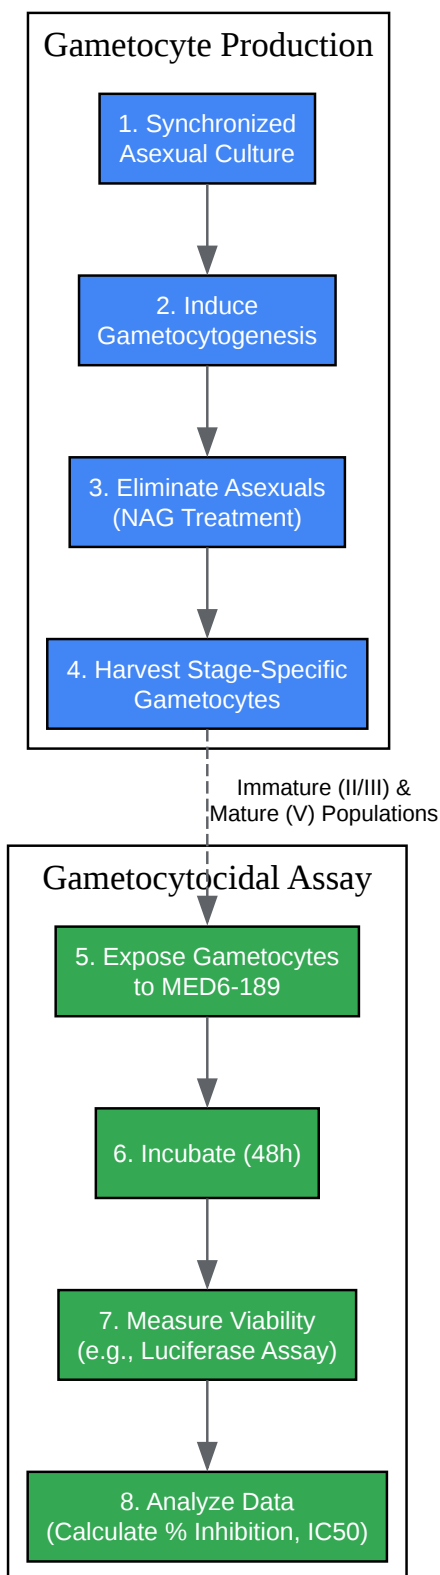 Gametocyte Production
1. Synchronized
Asexual Culture
2. Induce
Gametocytogenesis
3. Eliminate Asexuals
(NAG Treatment)
4. Harvest Stage-Specific
Gametocytes
Immature (II/III) &
Mature (V) Populations
Gametocytocidal Assay
5. Expose Gametocytes
to MED6-189
6. Incubate (48h)
7. Measure Viability
(e.g., Luciferase Assay)
8. Analyze Data
(Calculate % Inhibition, IC50)